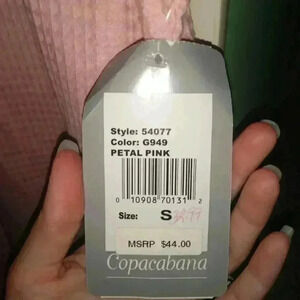 Style: 54077
Color: G949
PETAL PINK
0 10908 70131 2
Size: S
MSRP $44.00
Copacabana